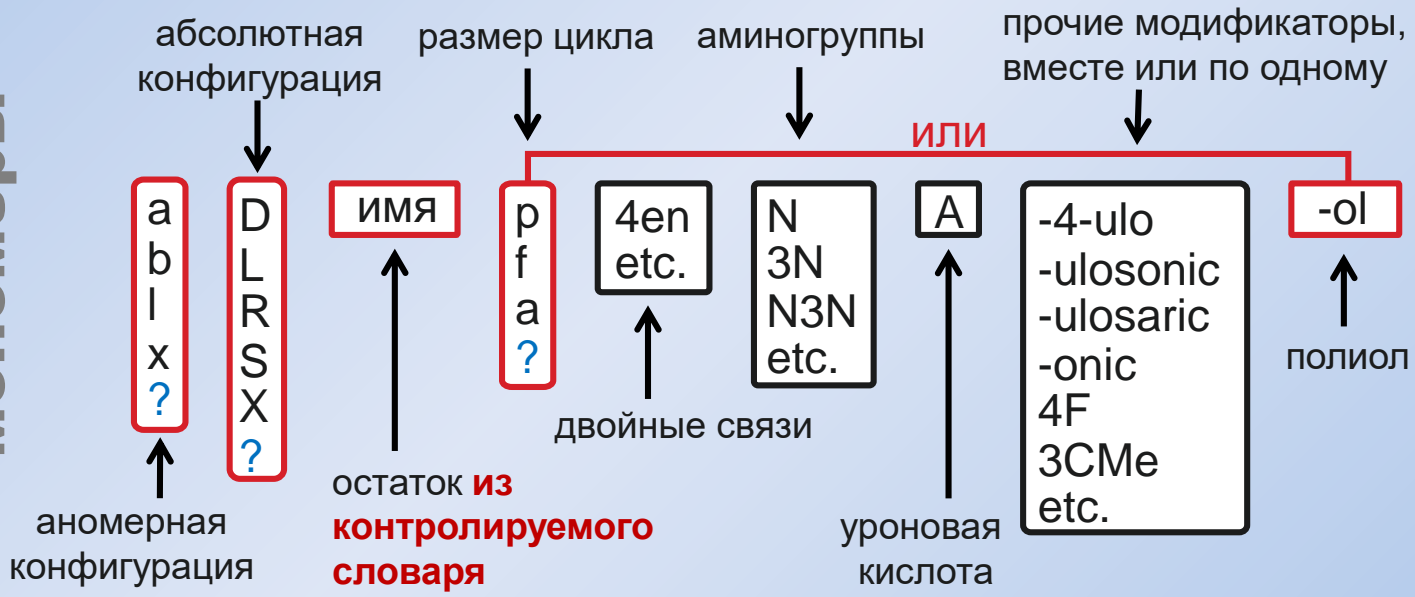 абсолютная
конфигурация
размер цикла
аминогруппы
прочие модификаторы,
вместе или по одному
или
a
b
l
x
?
D
L
R
S
X
?
имя
p
f
a
?
4en
etc.
N
3N
N3N
etc.
A
-4-ulo
-ulosonic
-ulosaric
-onic
4F
3CMe
etc.
-ol
аномерная
конфигурация
остаток из
контролируемого
словаря
двойные связи
уроновая
кислота
полиол